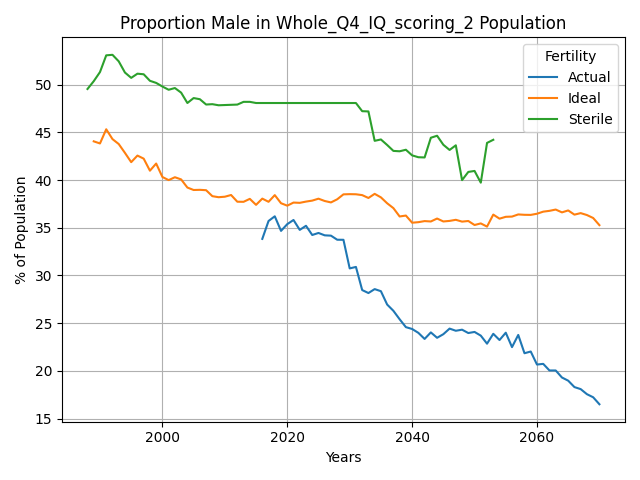 Proportion Male in Whole_Q4_IQ_scoring_2 Population
Fertility
Actual
Ideal
Sterile
% of Population
50
45
40
35
30
25
20
15
2000
2020
2040
2060
Years